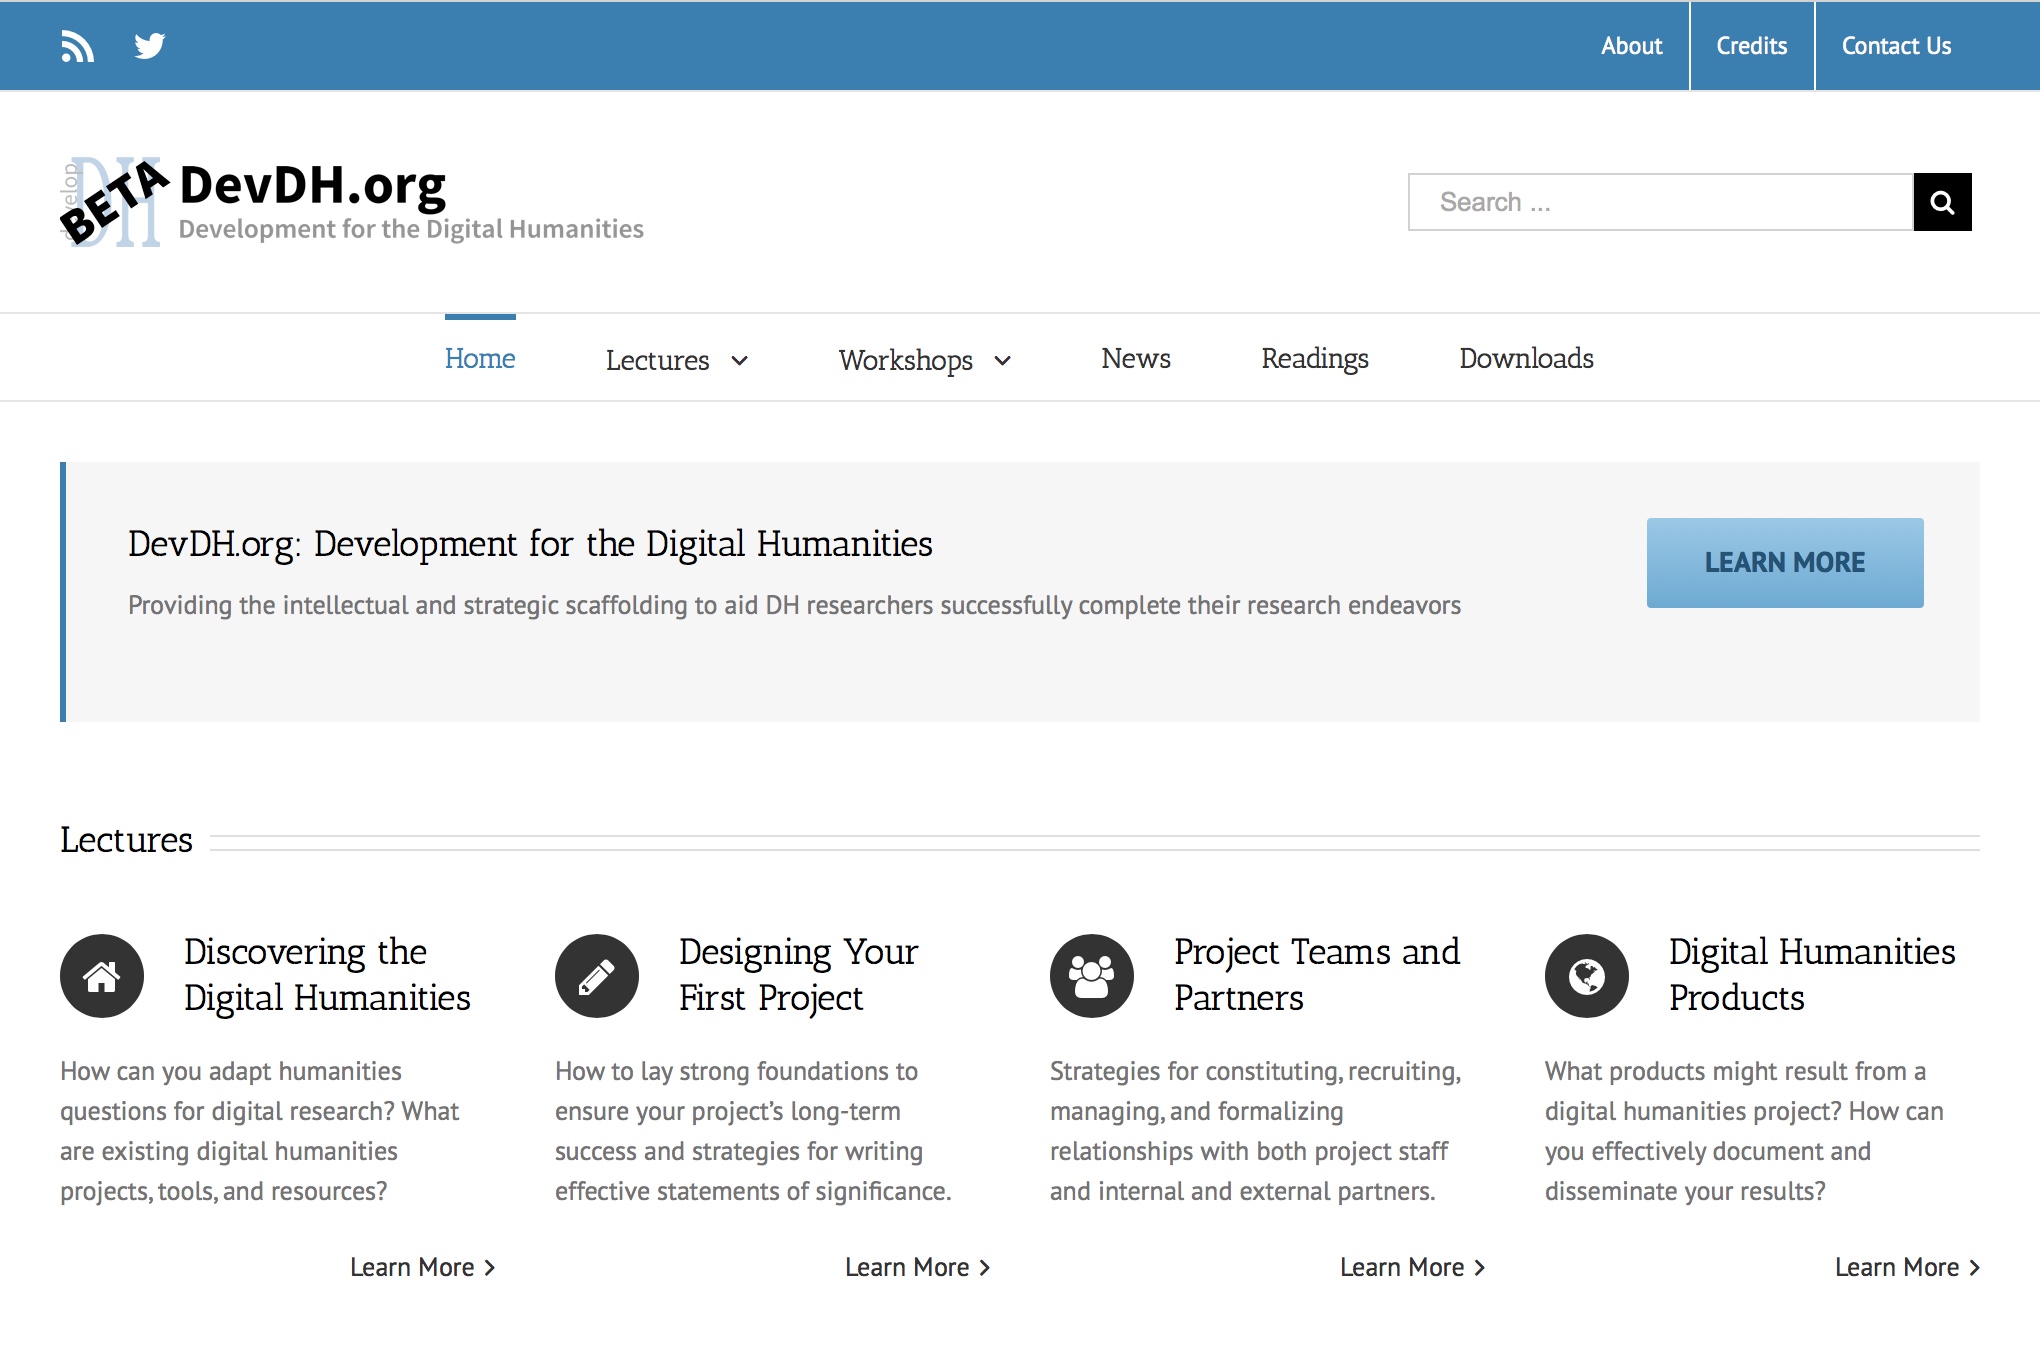 About
Credits
Contact Us
develop
DH
BETA
DevDH.org
Development for the Digital Humanities
Search ...
Home
Lectures
Workshops
News
Readings
Downloads
DevDH.org: Development for the Digital Humanities
LEARN MORE
Providing the intellectual and strategic scaffolding to aid DH researchers successfully complete their research endeavors
Lectures
Discovering the
Digital Humanities
How can you adapt humanities
questions for digital research? What
are existing digital humanities
projects, tools, and resources?
Learn More
Designing Your
First Project
How to lay strong foundations to
ensure your project’s long-term
success and strategies for writing
effective statements of significance.
Learn More
Project Teams and
Partners
Strategies for constituting, recruiting,
managing, and formalizing
relationships with both project staff
and internal and external partners.
Learn More
Digital Humanities
Products
What products might result from a
digital humanities project? How can
you effectively document and
disseminate your results?
Learn More